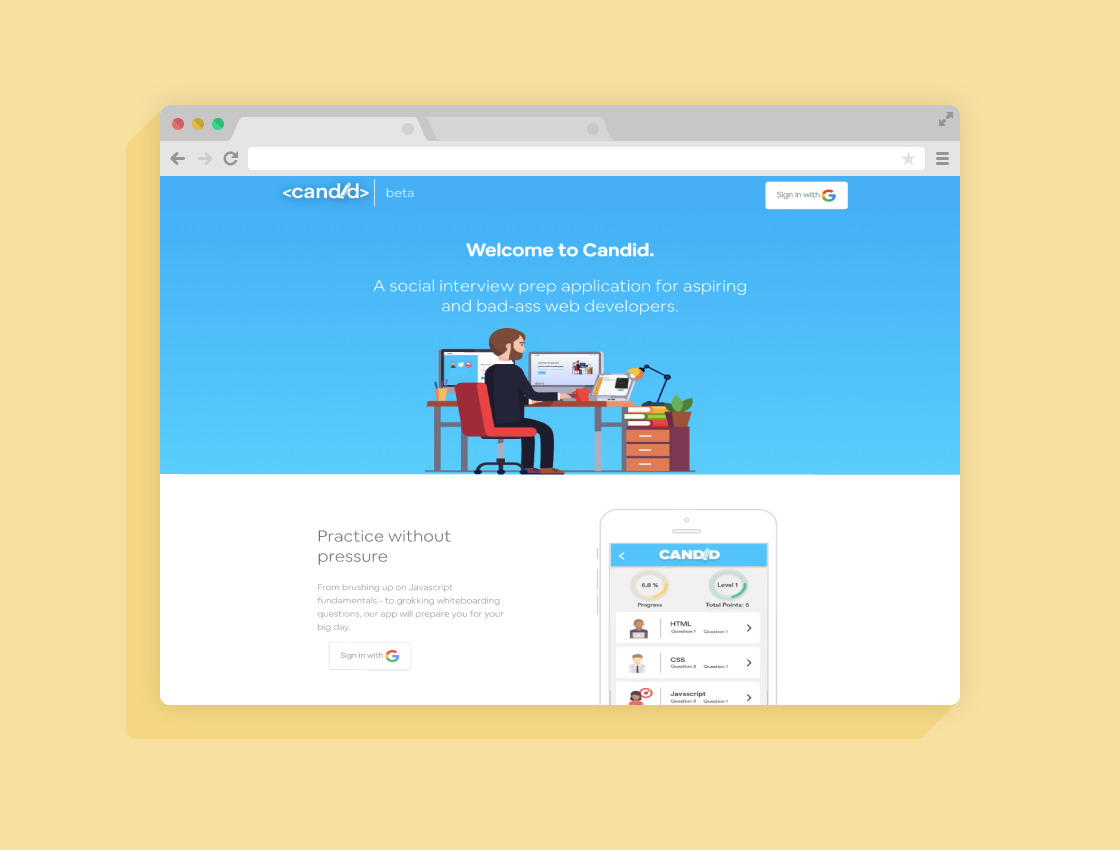 <candid> beta
Sign in with
Welcome to Candid.
A social interview prep application for aspiring
and bad-ass web developers.
Practice without
pressure
From brushing up on Javascript
fundamentals - to grokking whiteboarding
questions, our app will prepare you for your
big day.
Sign in with
CANDID
6.8 %
Level 1
Progress
Total Points: 5
HTML
Question 1 Question 1
CSS
Question 2 Question 1
Javascript
Question 3 Question 1